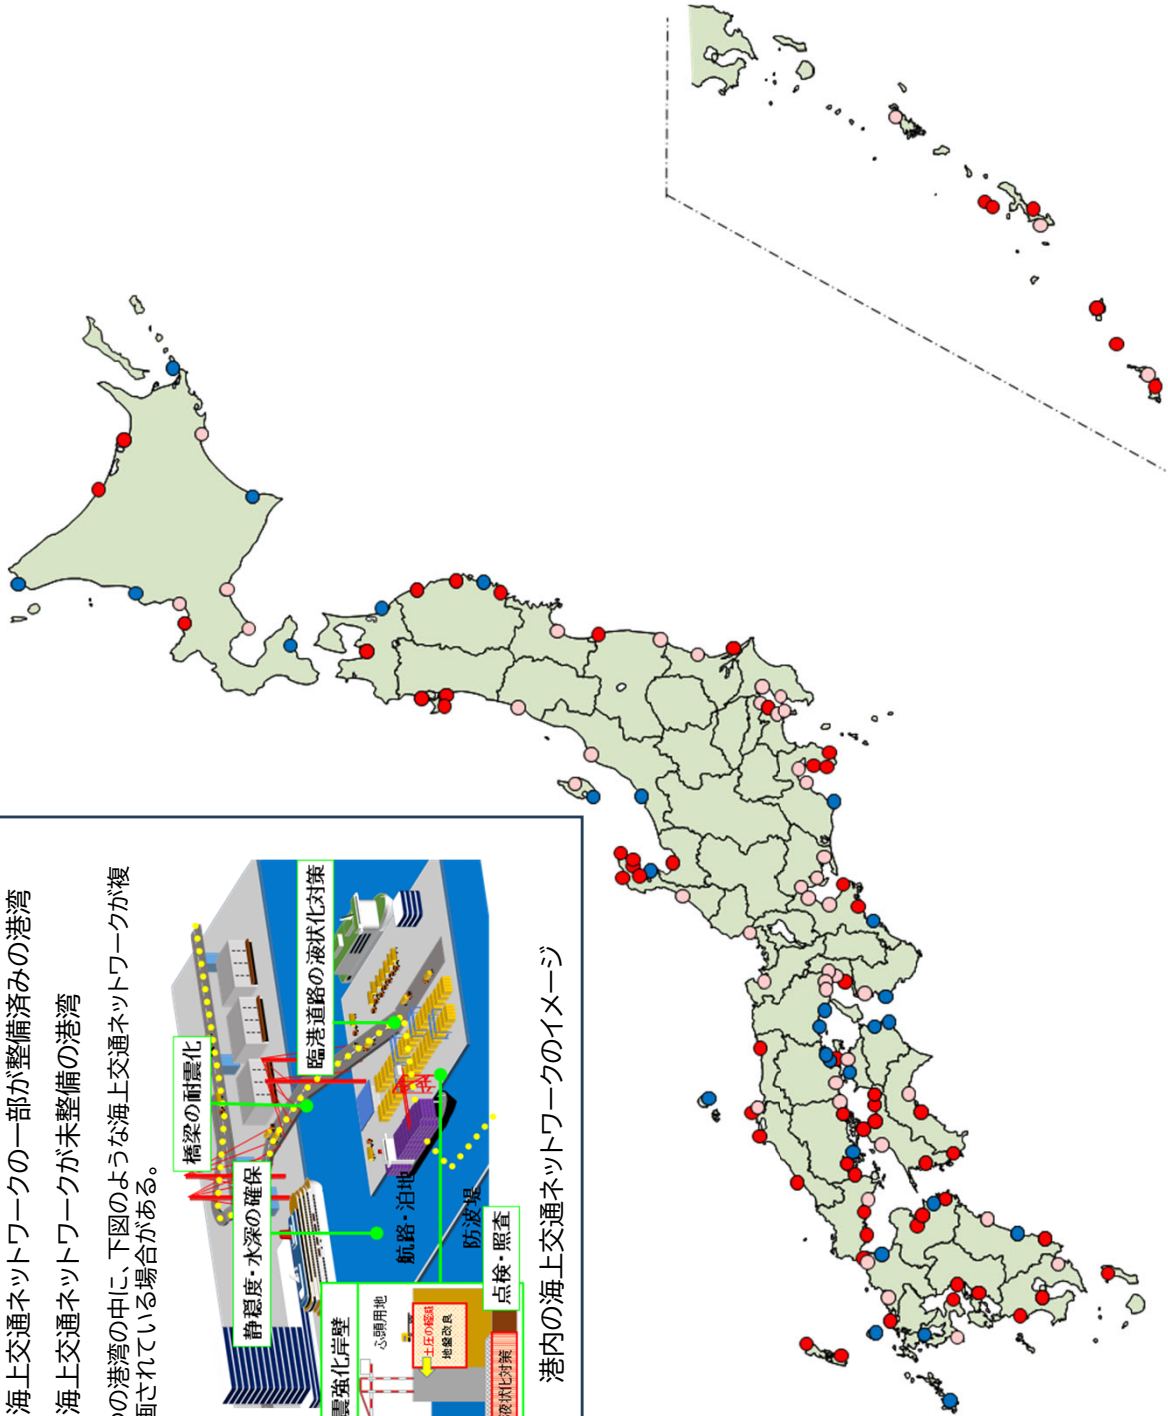 海上交通ネットワークの一部が整備済みの港湾
海上交通ネットワークが未整備の港湾
の港湾の中に、下図のような海上交通ネットワークが複
画されている場合がある。
橋梁の耐震化
臨港道路の液状化対策
静穏度・水深の確保
航路・泊地
防波堤
点検・照査
震強化岸壁
ふ頭用地
土圧の軽減
地盤改良
液状化対策
港内の海上交通ネットワークのイメージ